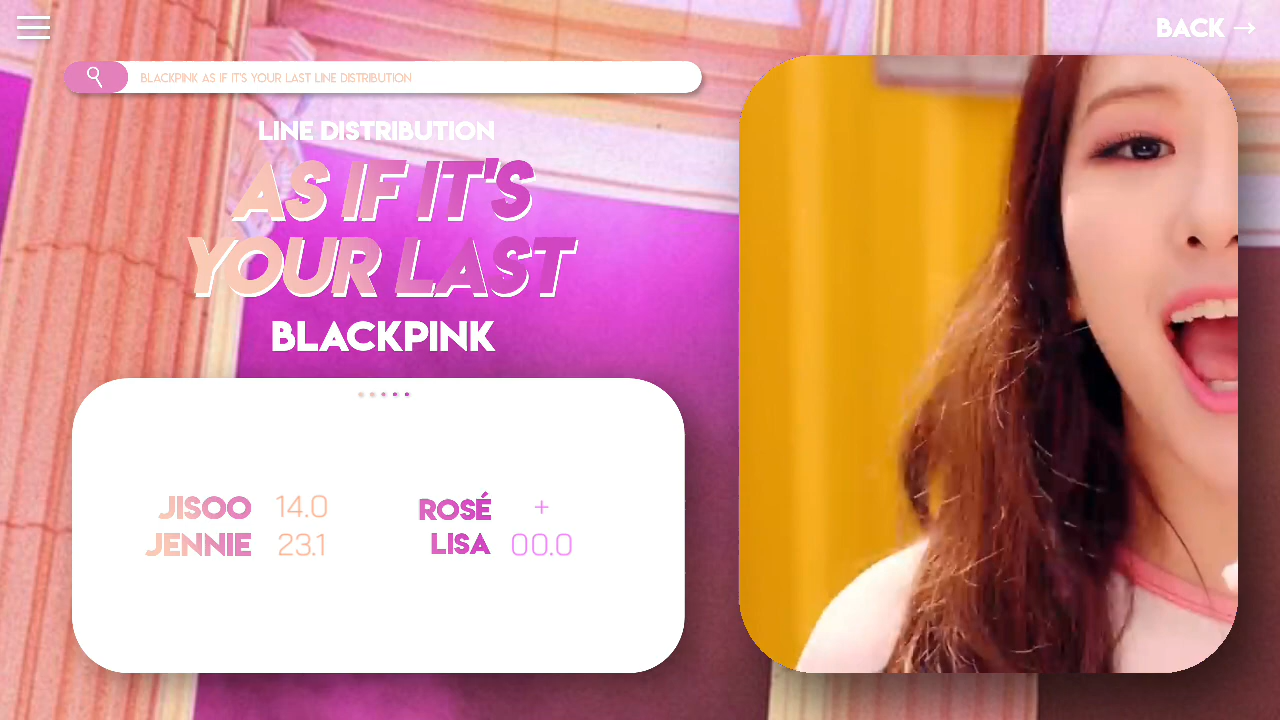 BACK →
BLACKPINK AS IF IT'S YOUR LAST LINE DISTRIBUTION
LINE DISTRIBUTION
AS IF IT'S
YOUR LAST
BLACKPINK
JISOO 14.0
JENNIE 23.1
ROSÉ +
LISA 00.0